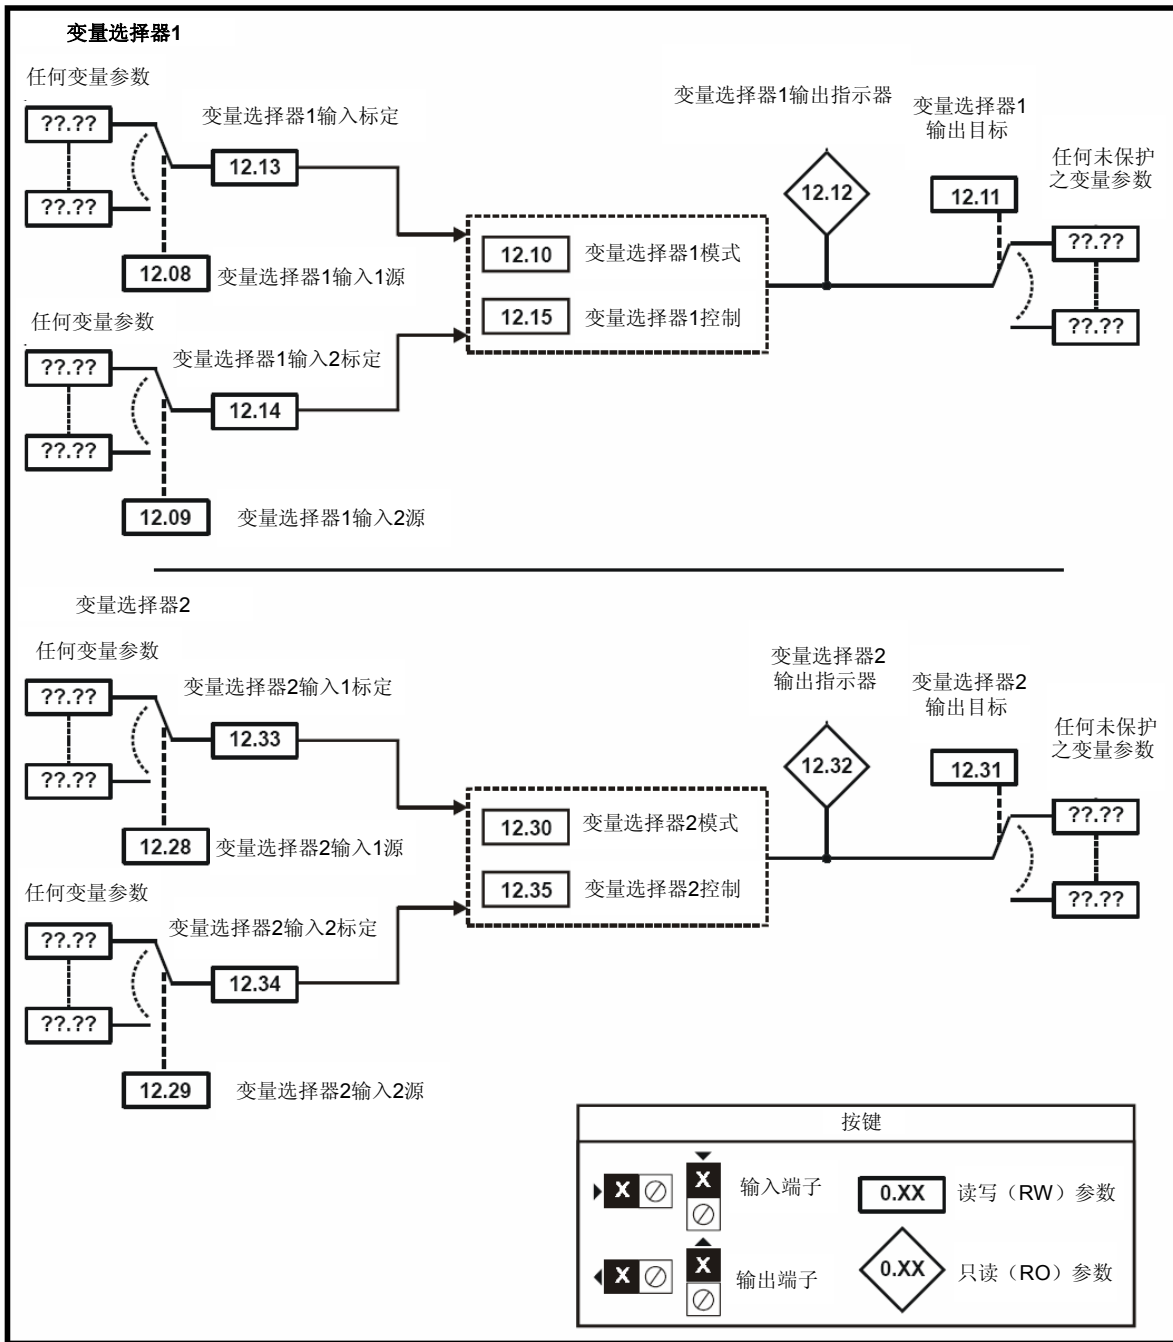 变量选择器1
任何变量参数
??.??
??.??
变量选择器1输入标定
12.13
12.08
变量选择器1输入1源
任何变量参数
??.??
??.??
变量选择器1输入2标定
12.14
12.09
变量选择器1输入2源
12.10
变量选择器1模式
12.15
变量选择器1控制
变量选择器1输出指示器
12.12
变量选择器1
输出目标
12.11
任何未保护
之变量参数
??.??
??.??
变量选择器2
任何变量参数
??.??
??.??
变量选择器2输入1标定
12.33
12.28
变量选择器2输入1源
任何变量参数
??.??
??.??
变量选择器2输入2标定
12.34
12.29
变量选择器2输入2源
12.30
变量选择器2模式
12.35
变量选择器2控制
变量选择器2
输出指示器
12.32
变量选择器2
输出目标
12.31
任何未保护
之变量参数
??.??
??.??
按键
X
X
输入端子
0.XX
读写（RW）参数
X
X
输出端子
0.XX
只读（RO）参数